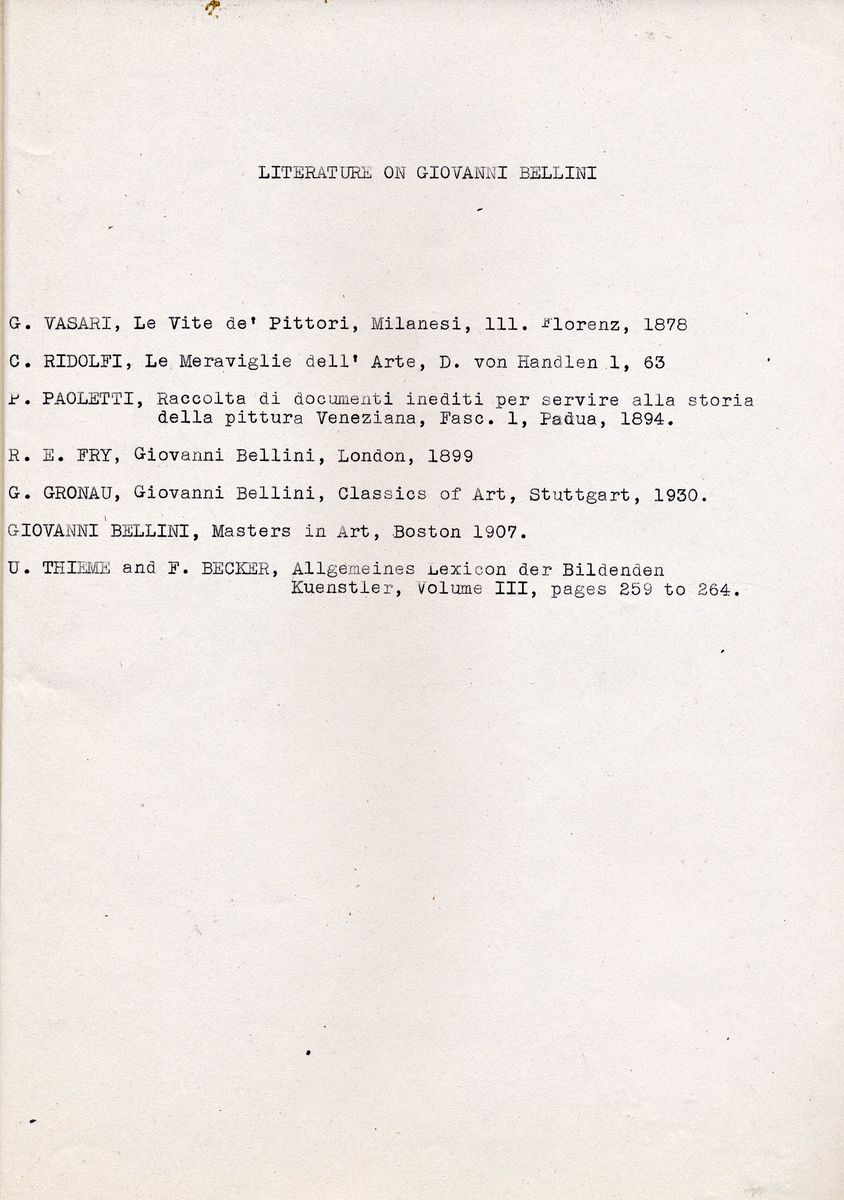 LITERATURE ON GIOVANNI BELLINI
G. VASARI, Le Vite de' Pittori, Milanesi, lll. Florenz, 1878
C. RIDOLFI, Le Meraviglie dell' Arte, D. von Handlen l, 63
P. PAOLETTI, Raccolta di documenti inediti per servire alla storia
della pittura Veneziana, Fasc. l, Padua, 1894.
R. E. FRY, Giovanni Bellini, London, 1899
G. GRONAU, Giovanni Bellini, Classics of Art, Stuttgart, 1930.
GIOVANNI BELLINI, Masters in Art, Boston 1907.
U. THIEME and F. BECKER, Allgemeines Lexicon der Bildenden
Kuenstler, Volume III, pages 259 to 264.